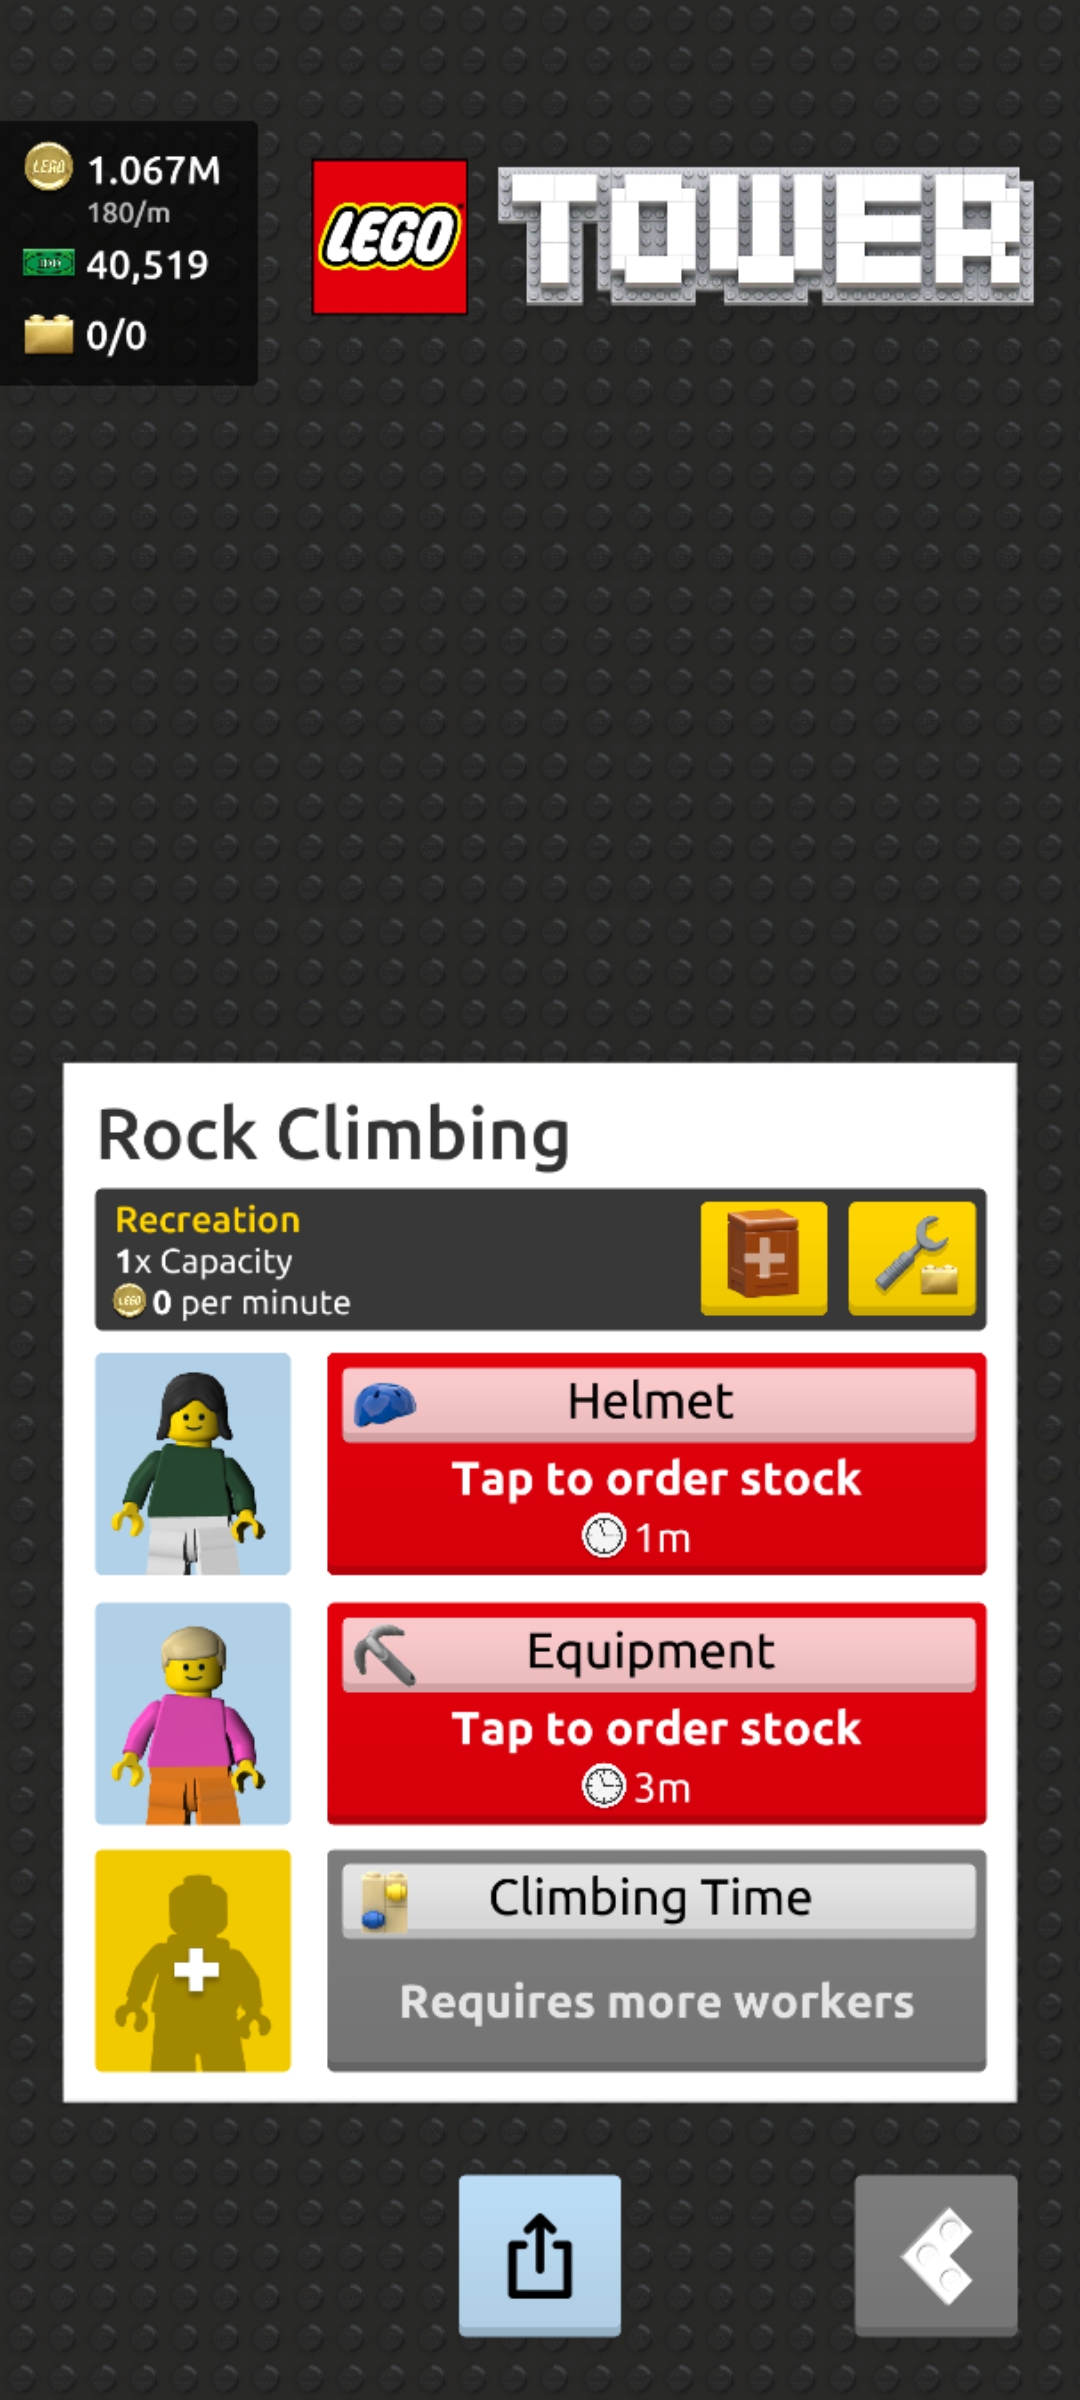 1.067M
180/m
40,519
0/0
LEGO TOWER
Rock Climbing
Recreation
1x Capacity
LEGO 0 per minute
Helmet
Tap to order stock
1m
Equipment
Tap to order stock
3m
Climbing Time
Requires more workers